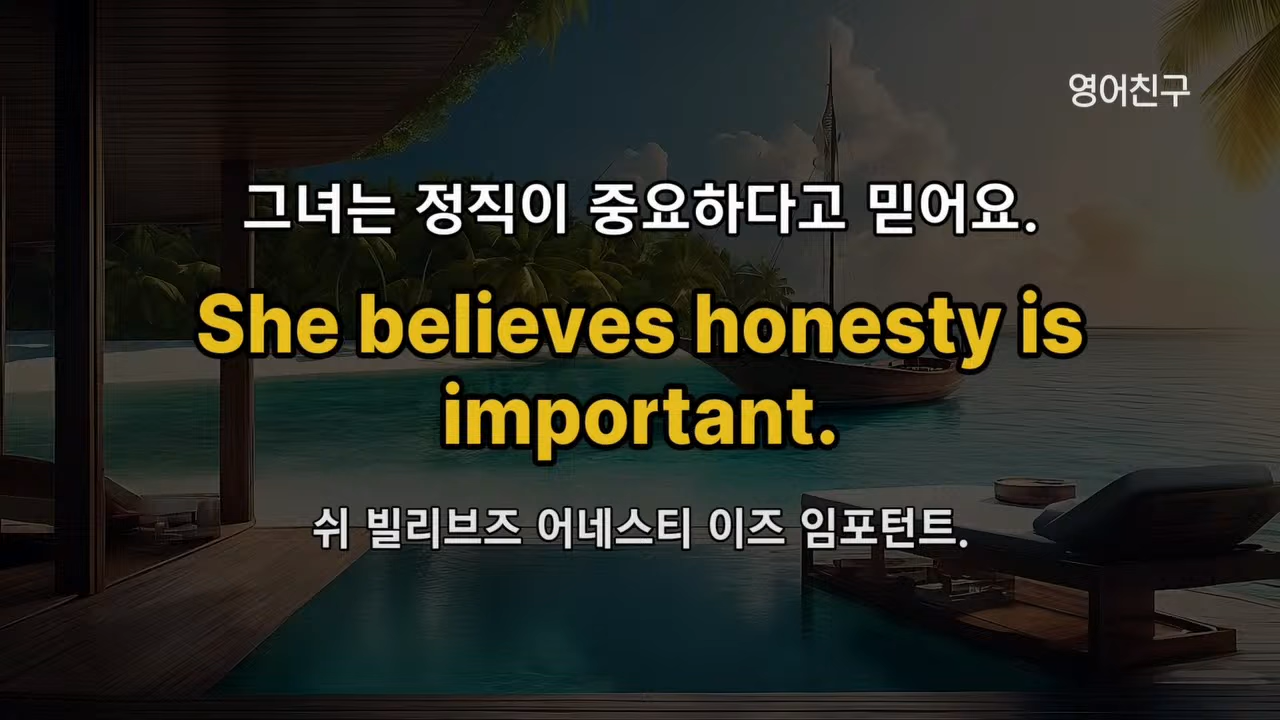 영어친구
그녀는 정직이 중요하다고 믿어요.
She believes honesty is
important.
쉬 빌리브즈 어네스티 이즈 임포턴트.